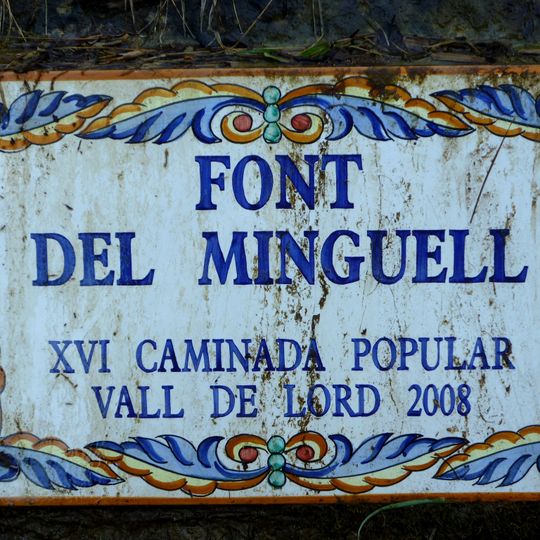 FONT
DEL MINGUELL
XVI CAMINADA POPULAR
VALL DE LORD 2008